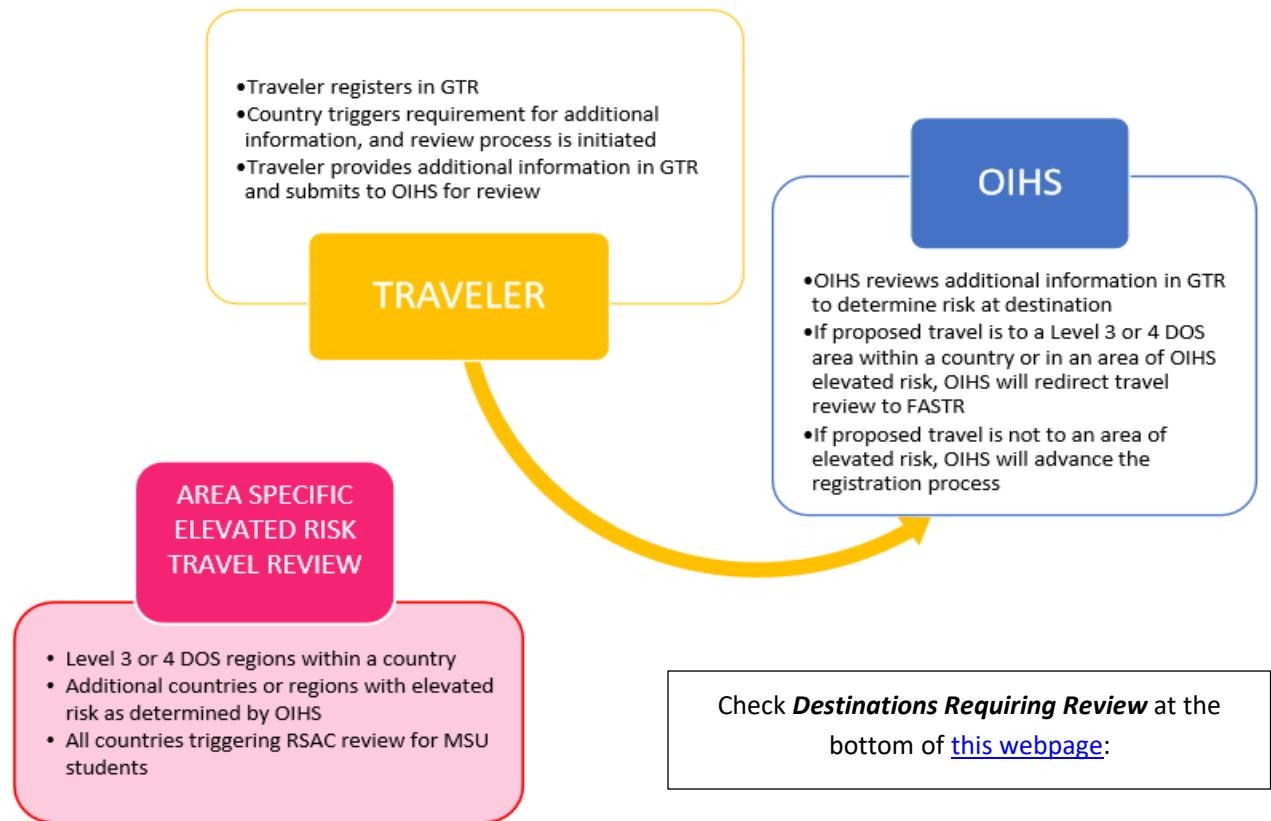 •Traveler registers in GTR
•Country triggers requirement for additional
information, and review process is initiated
•Traveler provides additional information in GTR
and submits to OIHS for review
TRAVELER
OIHS
•OIHS reviews additional information in GTR
to determine risk at destination
•If proposed travel is to a Level 3 or 4 DOS
area within a country or in an area of OIHS
elevated risk, OIHS will redirect travel
review to FASTR
•If proposed travel is not to an area of
elevated risk, OIHS will advance the
registration process
AREA SPECIFIC
ELEVATED RISK
TRAVEL REVIEW
• Level 3 or 4 DOS regions within a country
• Additional countries or regions with elevated
risk as determined by OIHS
• All countries triggering RSAC review for MSU
students
Check Destinations Requiring Review at the
bottom of this webpage: